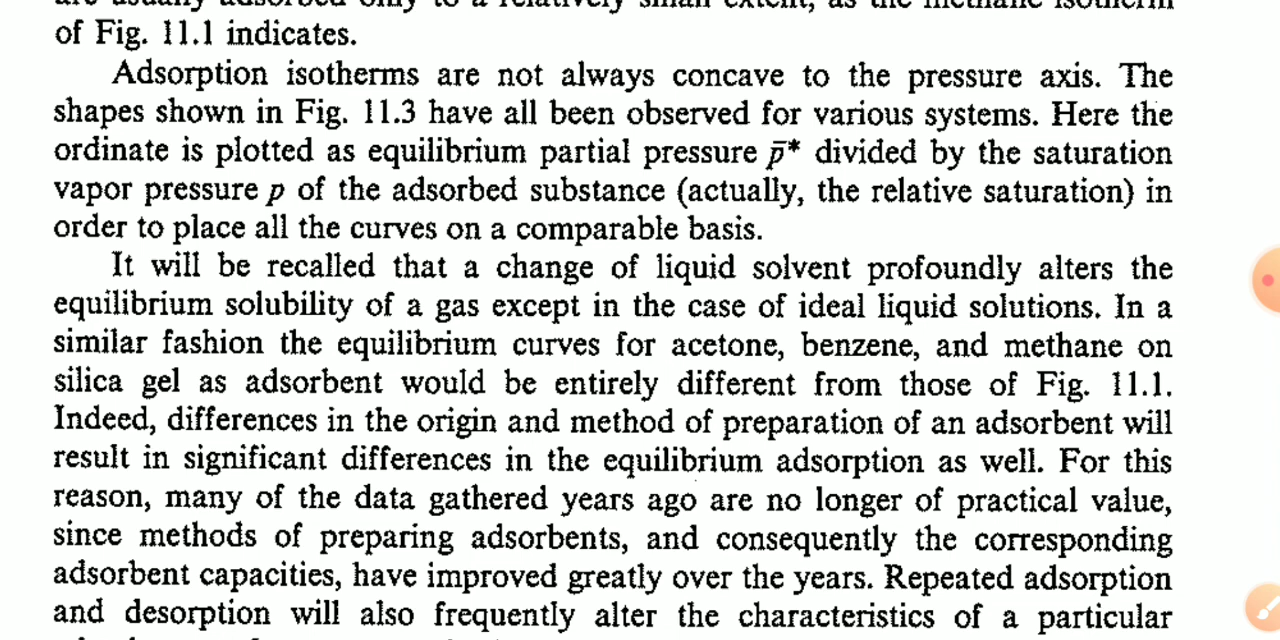 of Fig. 11.1 indicates.
Adsorption isotherms are not always concave to the pressure axis. The
shapes shown in Fig. 11.3 have all been observed for various systems. Here the
ordinate is plotted as equilibrium partial pressure p̄* divided by the saturation
vapor pressure p of the adsorbed substance (actually, the relative saturation) in
order to place all the curves on a comparable basis.
It will be recalled that a change of liquid solvent profoundly alters the
equilibrium solubility of a gas except in the case of ideal liquid solutions. In a
similar fashion the equilibrium curves for acetone, benzene, and methane on
silica gel as adsorbent would be entirely different from those of Fig. 11.1.
Indeed, differences in the origin and method of preparation of an adsorbent will
result in significant differences in the equilibrium adsorption as well. For this
reason, many of the data gathered years ago are no longer of practical value,
since methods of preparing adsorbents, and consequently the corresponding
adsorbent capacities, have improved greatly over the years. Repeated adsorption
and desorption will also frequently alter the characteristics of a particular